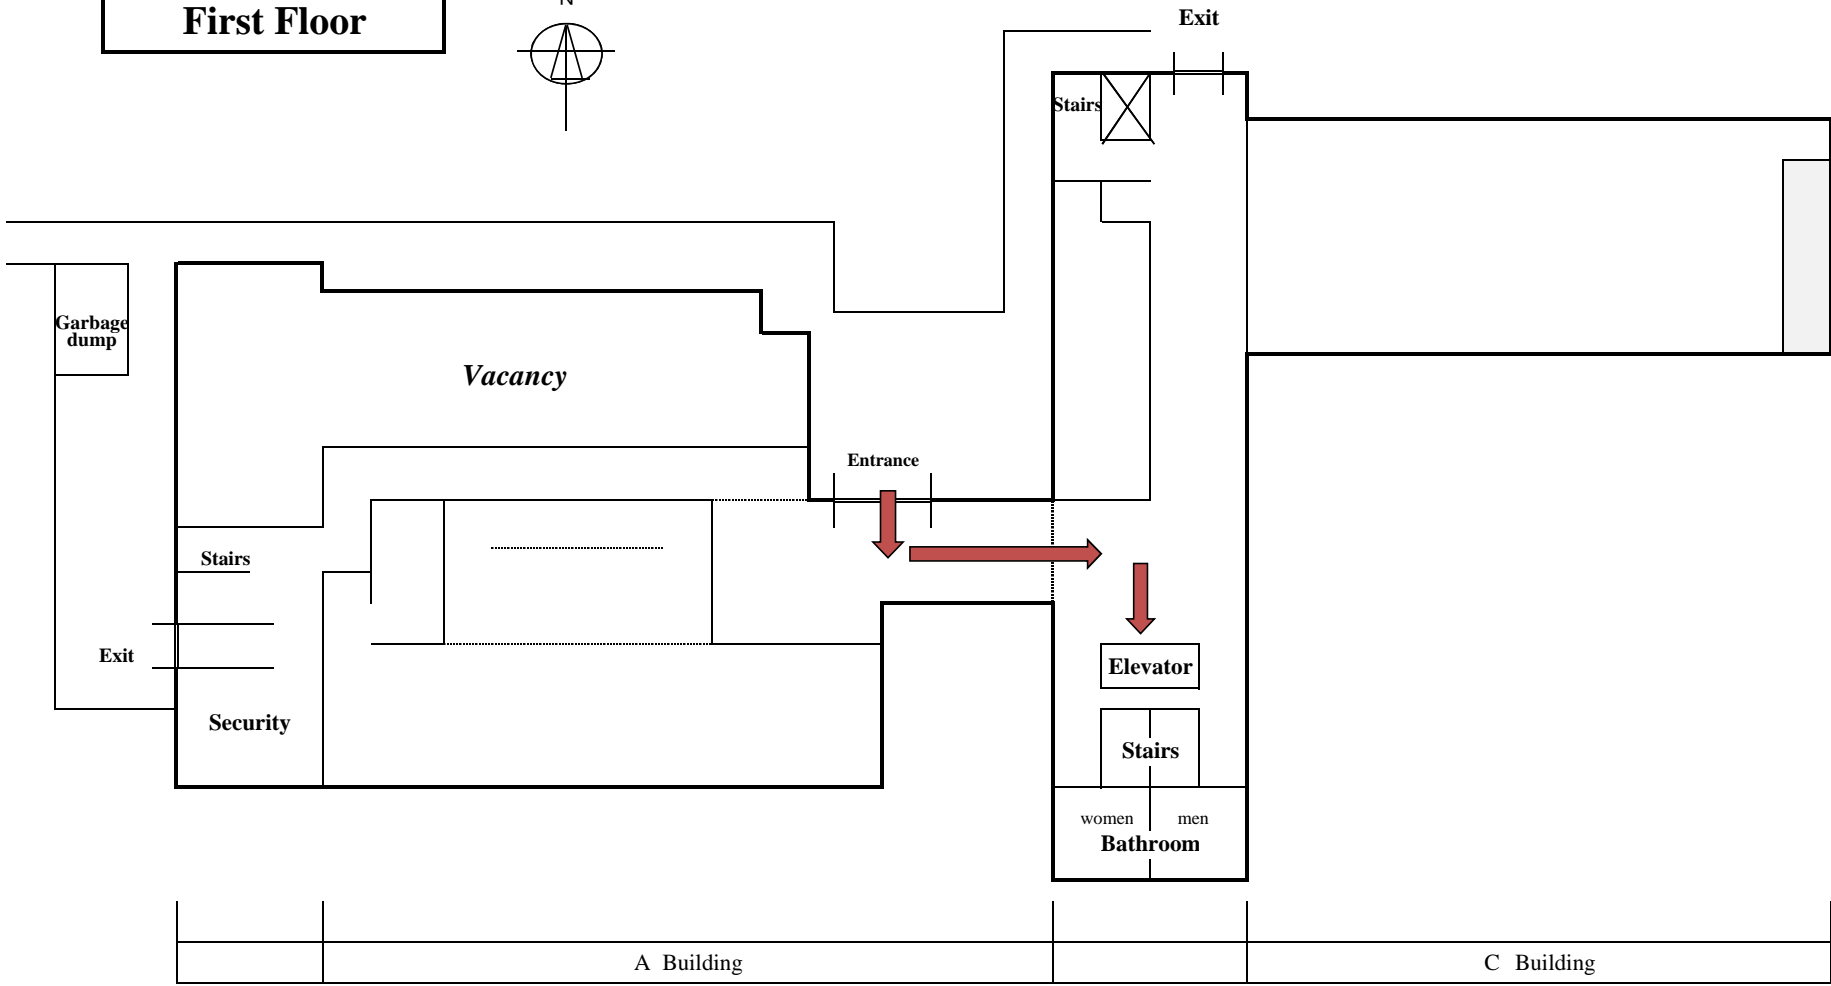 First Floor
N
Exit
Stairs
Garbage
dump
Vacancy
Entrance
Stairs
Exit
Elevator
Security
Stairs
women men
Bathroom
A Building
C Building